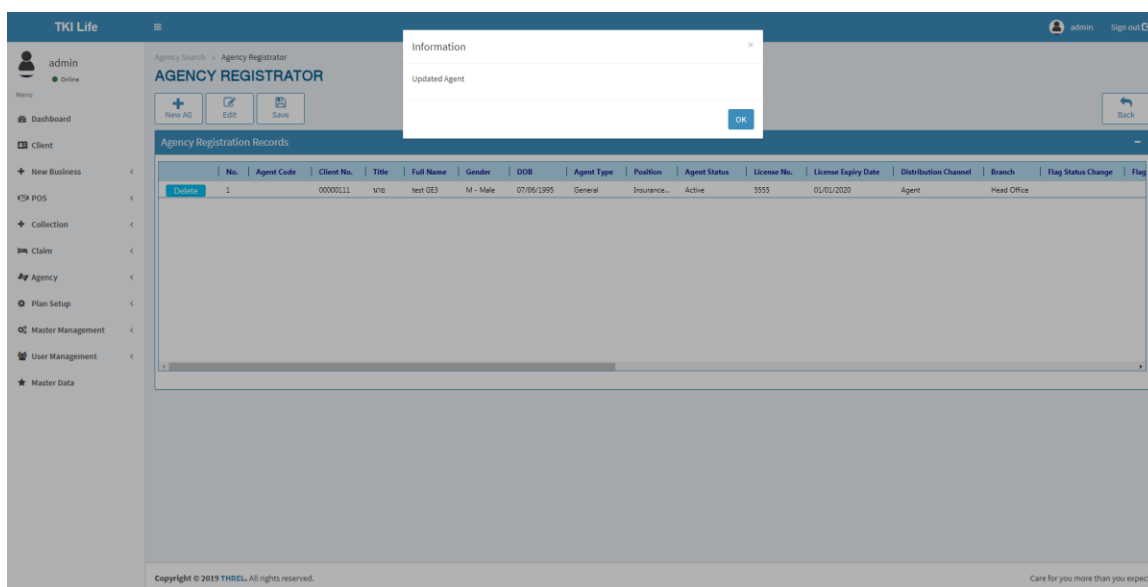 TKI Life
admin
Sign out
admin
Online
Menu
Dashboard
Client
New Business
POS
Collection
Claim
Agency
Plan Setup
Master Management
User Management
Master Data
Agency Search > Agency Registrator
AGENCY REGISTRATOR
New AG
Edit
Save
Back
Information
×
Updated Agent
OK
Agency Registration Records
No. Agent Code Client No. Title Full Name Gender DOB Agent Type Position Agent Status License No. License Expiry Date Distribution Channel Branch Flag Status Change Flag
Delete 1 00000111 นาย test GE3 M - Male 07/06/1995 General Insurance... Active 5555 01/01/2020 Agent Head Office
Copyright © 2019 THREL. All rights reserved.
Care for you more than you expec